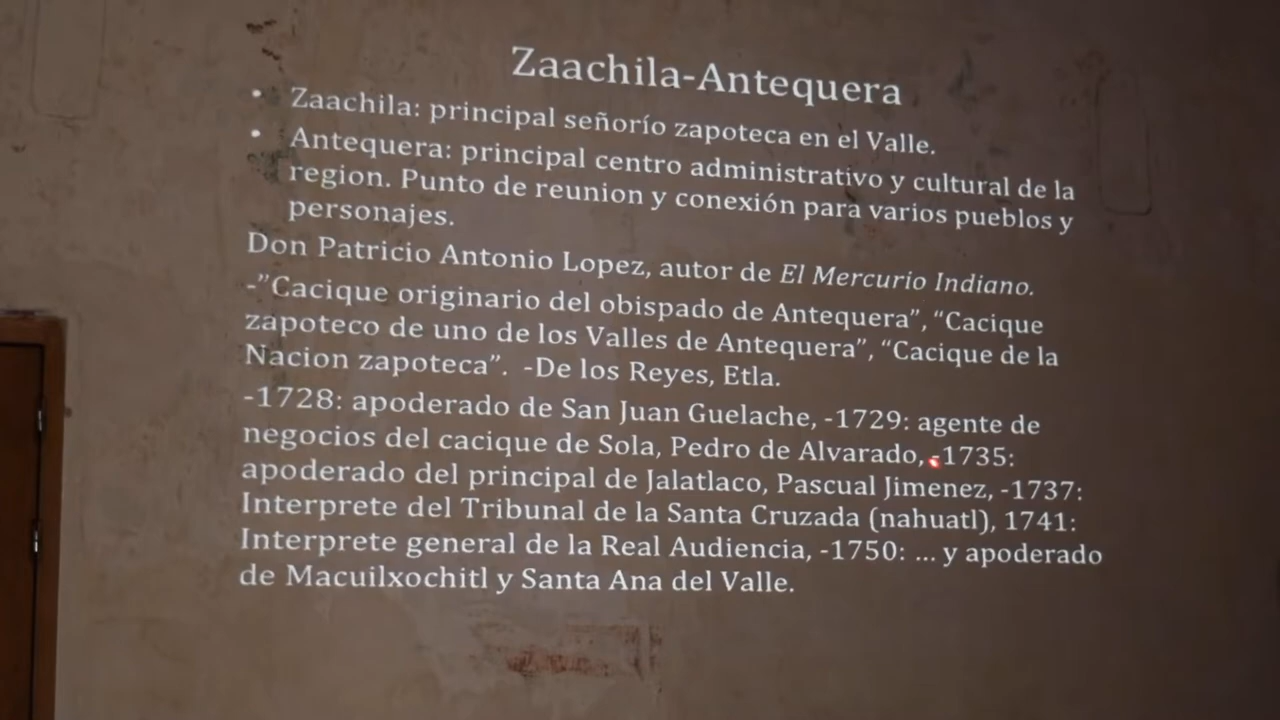 Zaachila-Antequera
• Zaachila: principal señorío zapoteca en el Valle.
• Antequera: principal centro administrativo y cultural de la
region. Punto de reunion y conexión para varios pueblos y
personajes.
Don Patricio Antonio Lopez, autor de El Mercurio Indiano.
-”Cacique originario del obispado de Antequera”, “Cacique
zapoteco de uno de los Valles de Antequera”, “Cacique de la
Nacion zapoteca”. -De los Reyes, Etla.
-1728: apoderado de San Juan Guelache, -1729: agente de
negocios del cacique de Sola, Pedro de Alvarado, -1735:
apoderado del principal de Jalatlaco, Pascual Jimenez, -1737:
Interprete del Tribunal de la Santa Cruzada (nahuatl), 1741:
Interprete general de la Real Audiencia, -1750: ... y apoderado
de Macuilxochitl y Santa Ana del Valle.